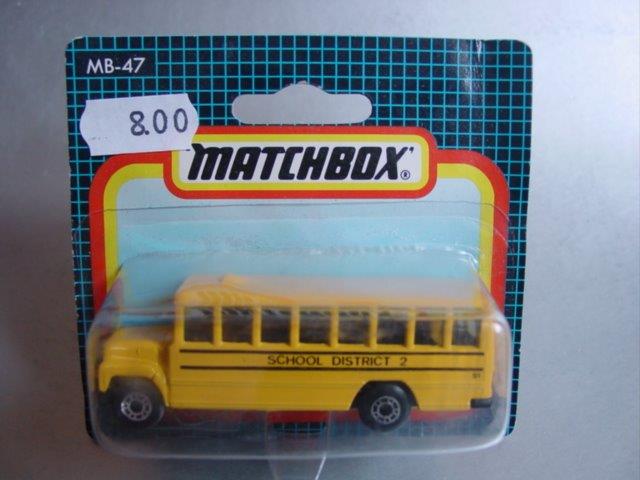 MB-47
8.00
MATCHBOX®
SCHOOL DISTRICT 2